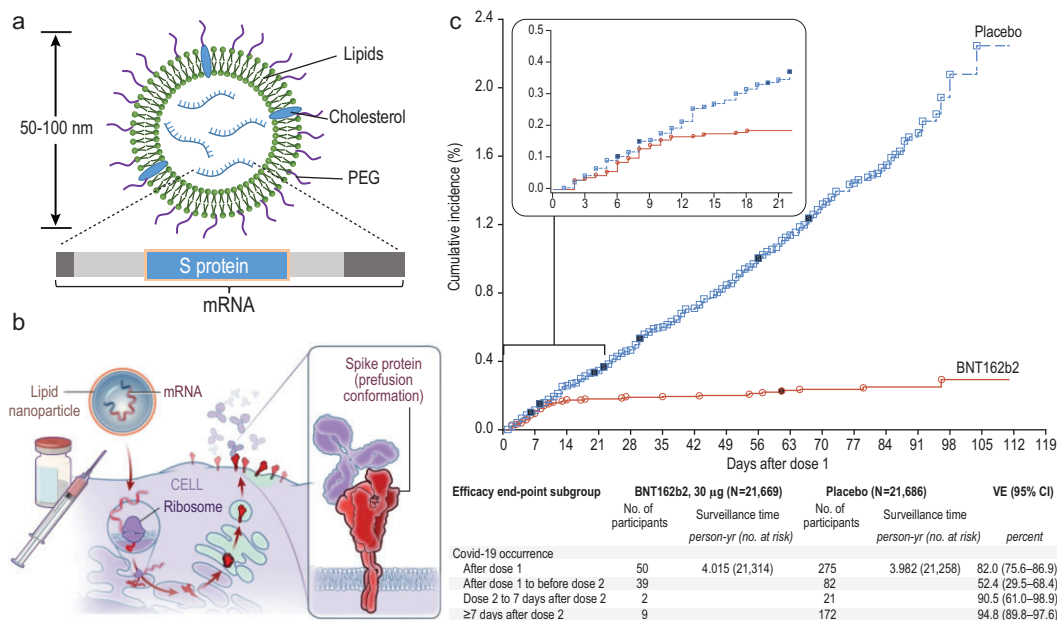 a
50-100 nm
Lipids
Cholesterol
PEG
S protein
mRNA
b
Lipid
nanoparticle
mRNA
CELL
Ribosome
Spike protein
(prefusion
conformation)
c
Cumulative incidence (%)
2.4
2.0
1.6
1.2
0.8
0.4
0.0
0.5
0.4
0.3
0.2
0.1
0.0
0 3 6 9 12 15 18 21
Placebo
BNT162b2
0 7 14 21 28 35 42 49 56 63 70 77 84 91 98 105 112 119
Days after dose 1
Efficacy end-point subgroup BNT162b2, 30 µg (N=21,669) Placebo (N=21,686) VE (95% CI)
No. of participants Surveillance time No. of participants Surveillance time
person-yr (no. at risk) person-yr (no. at risk) percent
Covid-19 occurrence
After dose 1 50 4.015 (21,314) 275 3.982 (21,258) 82.0 (75.6-86.9)
After dose 1 to before dose 2 39 82 52.4 (29.5-68.4)
Dose 2 to 7 days after dose 2 2 21 90.5 (61.0-98.9)
≥7 days after dose 2 9 172 94.8 (89.8-97.6)